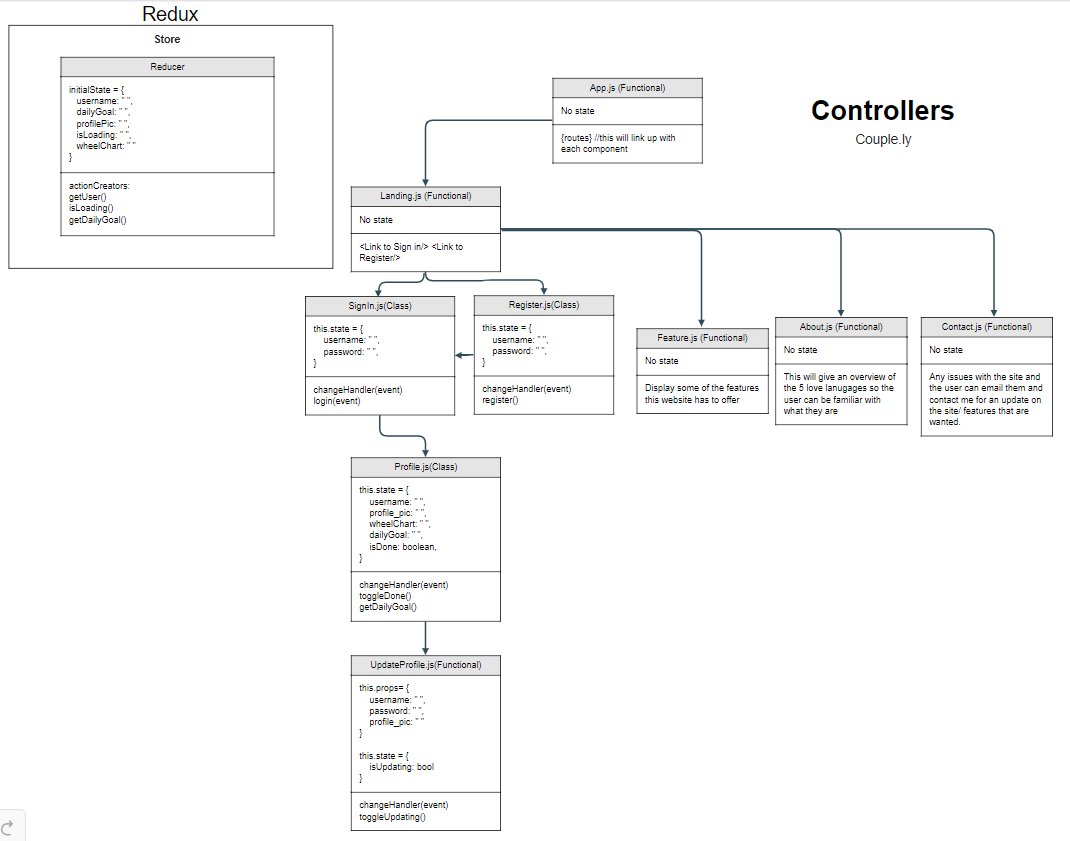 Redux
Store
Reducer
initialState = {
username: " ",
dailyGoal: " ",
profilePic: " ",
isLoading: " ",
wheelChart: " "
}
actionCreators:
getUser()
isLoading()
getDailyGoal()
App.js (Functional)
No state
{routes} //this will link up with
each component
Controllers
Couple.ly
Landing.js (Functional)
No state
<Link to Sign in/> <Link to
Register/>
SignIn.js(Class)
this.state = {
username: " ",
password: " ",
}
changeHandler(event)
login(event)
Register.js(Class)
this.state = {
username: " ",
password: " ",
}
changeHandler(event)
register()
Feature.js (Functional)
No state
Display some of the features
this website has to offer
About.js (Functional)
No state
This will give an overview of
the 5 love lanugages so the
user can be familiar with
what they are
Contact.js (Functional)
No state
Any issues with the site and
the user can email them and
contact me for an update on
the site/ features that are
wanted.
Profile.js(Class)
this.state = {
username: " ",
profile_pic: " ",
wheelChart: " ",
dailyGoal: " ",
isDone: boolean,
}
changeHandler(event)
toggleDone()
getDailyGoal()
UpdateProfile.js(Functional)
this.props= {
username: " ",
password: " ",
profile_pic: " "
}
this.state = {
isUpdating: bool
}
changeHandler(event)
toggleUpdating()